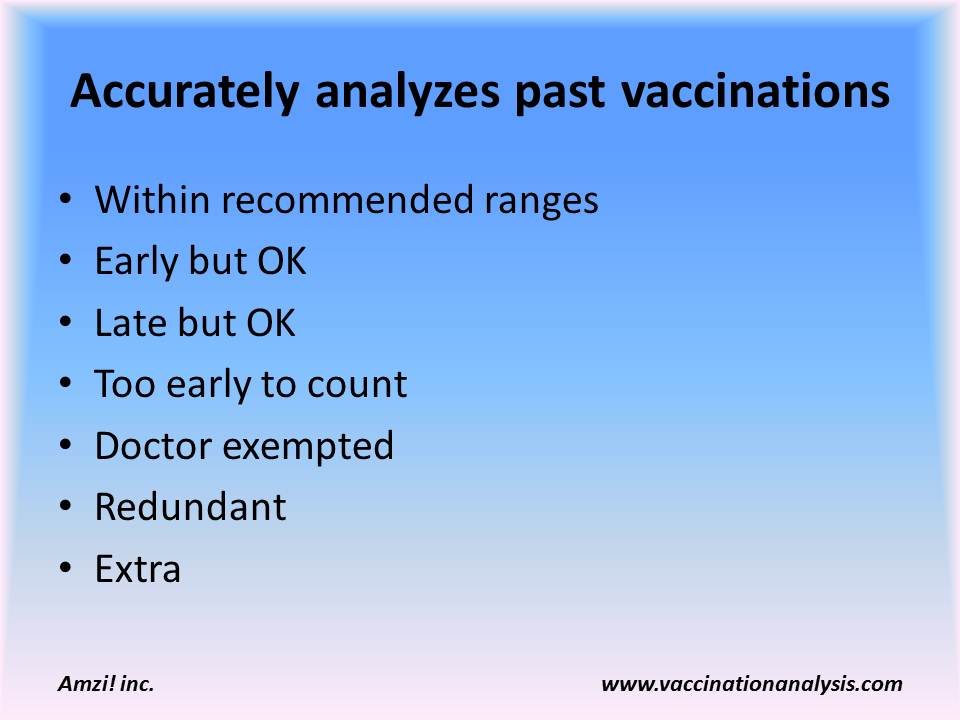 Accurately analyzes past vaccinations
• Within recommended ranges
• Early but OK
• Late but OK
• Too early to count
• Doctor exempted
• Redundant
• Extra
Amzi! inc. www.vaccinationanalysis.com